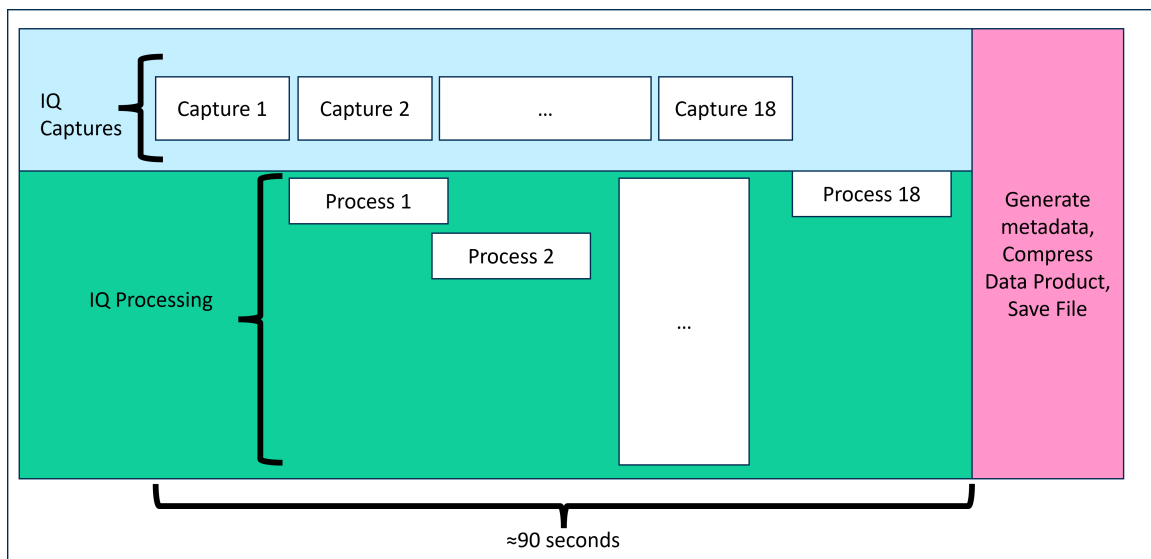 IQ
Captures
Capture 1
Capture 2
...
Capture 18
Process 1
Process 2
...
Process 18
IQ Processing
Generate
metadata,
Compress
Data Product,
Save File
≈90 seconds